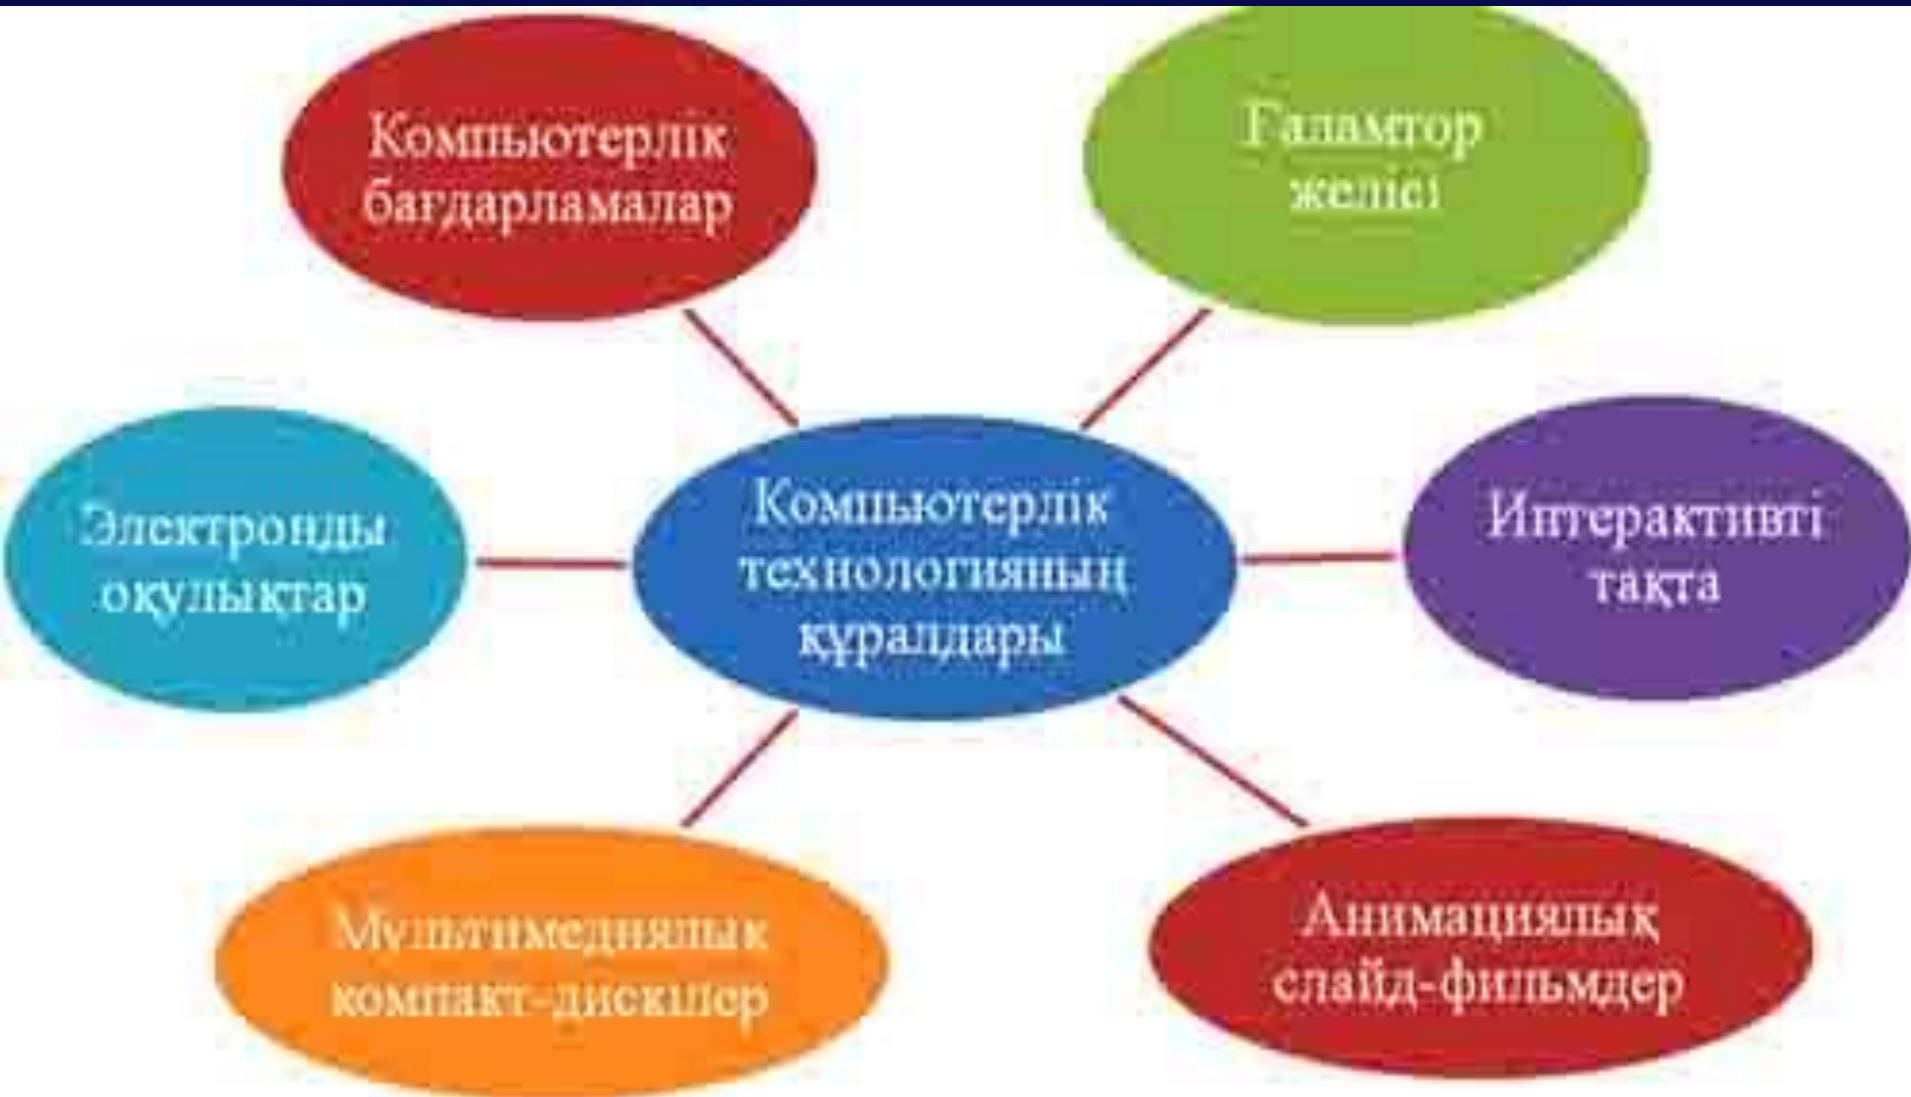 Компьютерлік
бағдарламалар
Ғаламтор
желісі
Электронды
оқулықтар
Компьютерлік
технологияның
құралдары
Интерактивті
тақта
Мультимедиялық
компакт-дискілер
Анимациялық
слайд-фильмдер